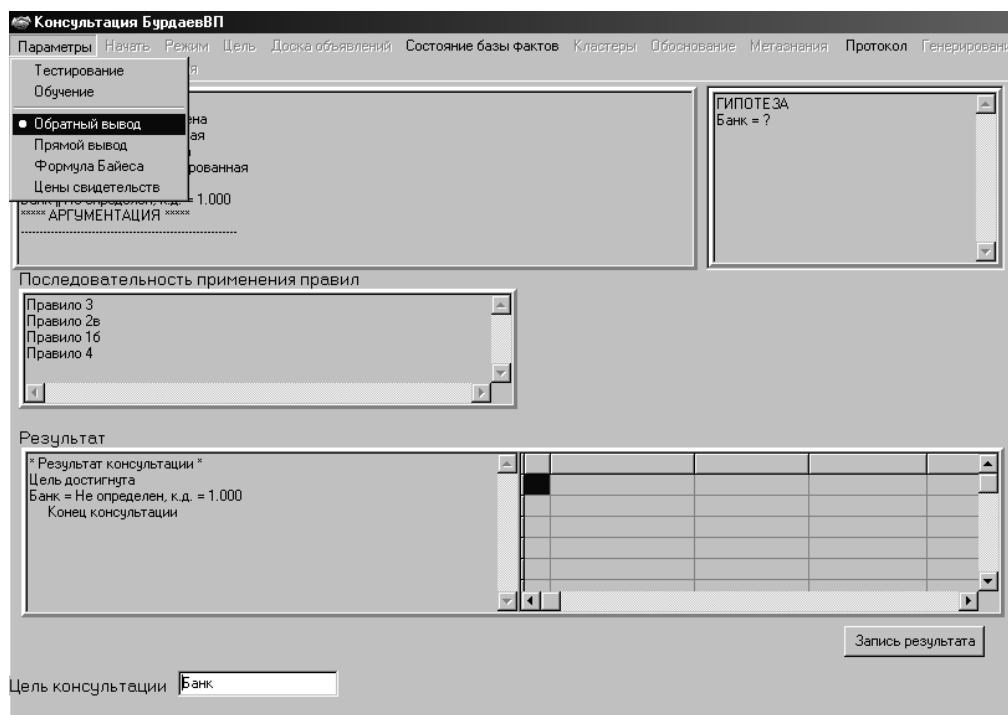 Консультация БурдаевВП
Параметры Начать Режим Цель Доска объявлений Состояние базы фактов Кластеры Обоснование Метазнания Протокол
Тестирование
Обучение
Обратный вывод
Прямой вывод
Формула Байеса
Цены свидетельств
Не определен, к.д. = 1.000
***** АРГУМЕНТАЦИЯ *****
ГИПОТЕЗА
Банк = ?
Последовательность применения правил
Правило 3
Правило 2в
Правило 1б
Правило 4
Результат
* Результат консультации *
Цель достигнута
Банк = Не определен, к.д. = 1.000
Конец консультации
Запись результата
Цель консультации Банк